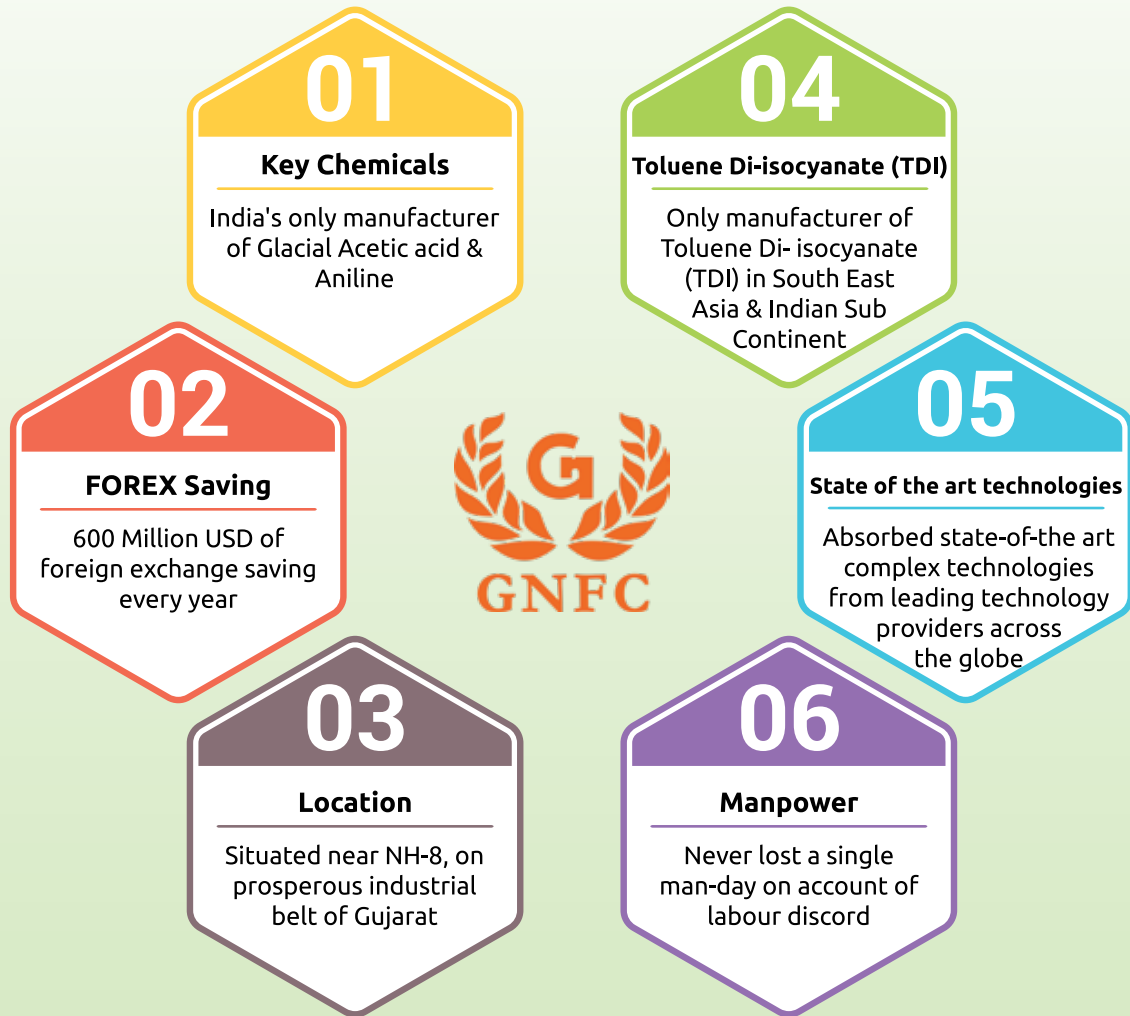 01
Key Chemicals
India's only manufacturer
of Glacial Acetic acid &
Aniline
02
FOREX Saving
600 Million USD of
foreign exchange saving
every year
03
Location
Situated near NH-8, on
prosperous industrial
belt of Gujarat
04
Toluene Di-isocyanate (TDI)
Only manufacturer of
Toluene Di- isocyanate
(TDI) in South East
Asia & Indian Sub
Continent
05
State of the art technologies
Absorbed state-of-the art
complex technologies
from leading technology
providers across
the globe
06
Manpower
Never lost a single
man-day on account of
labour discord
G
GNFC